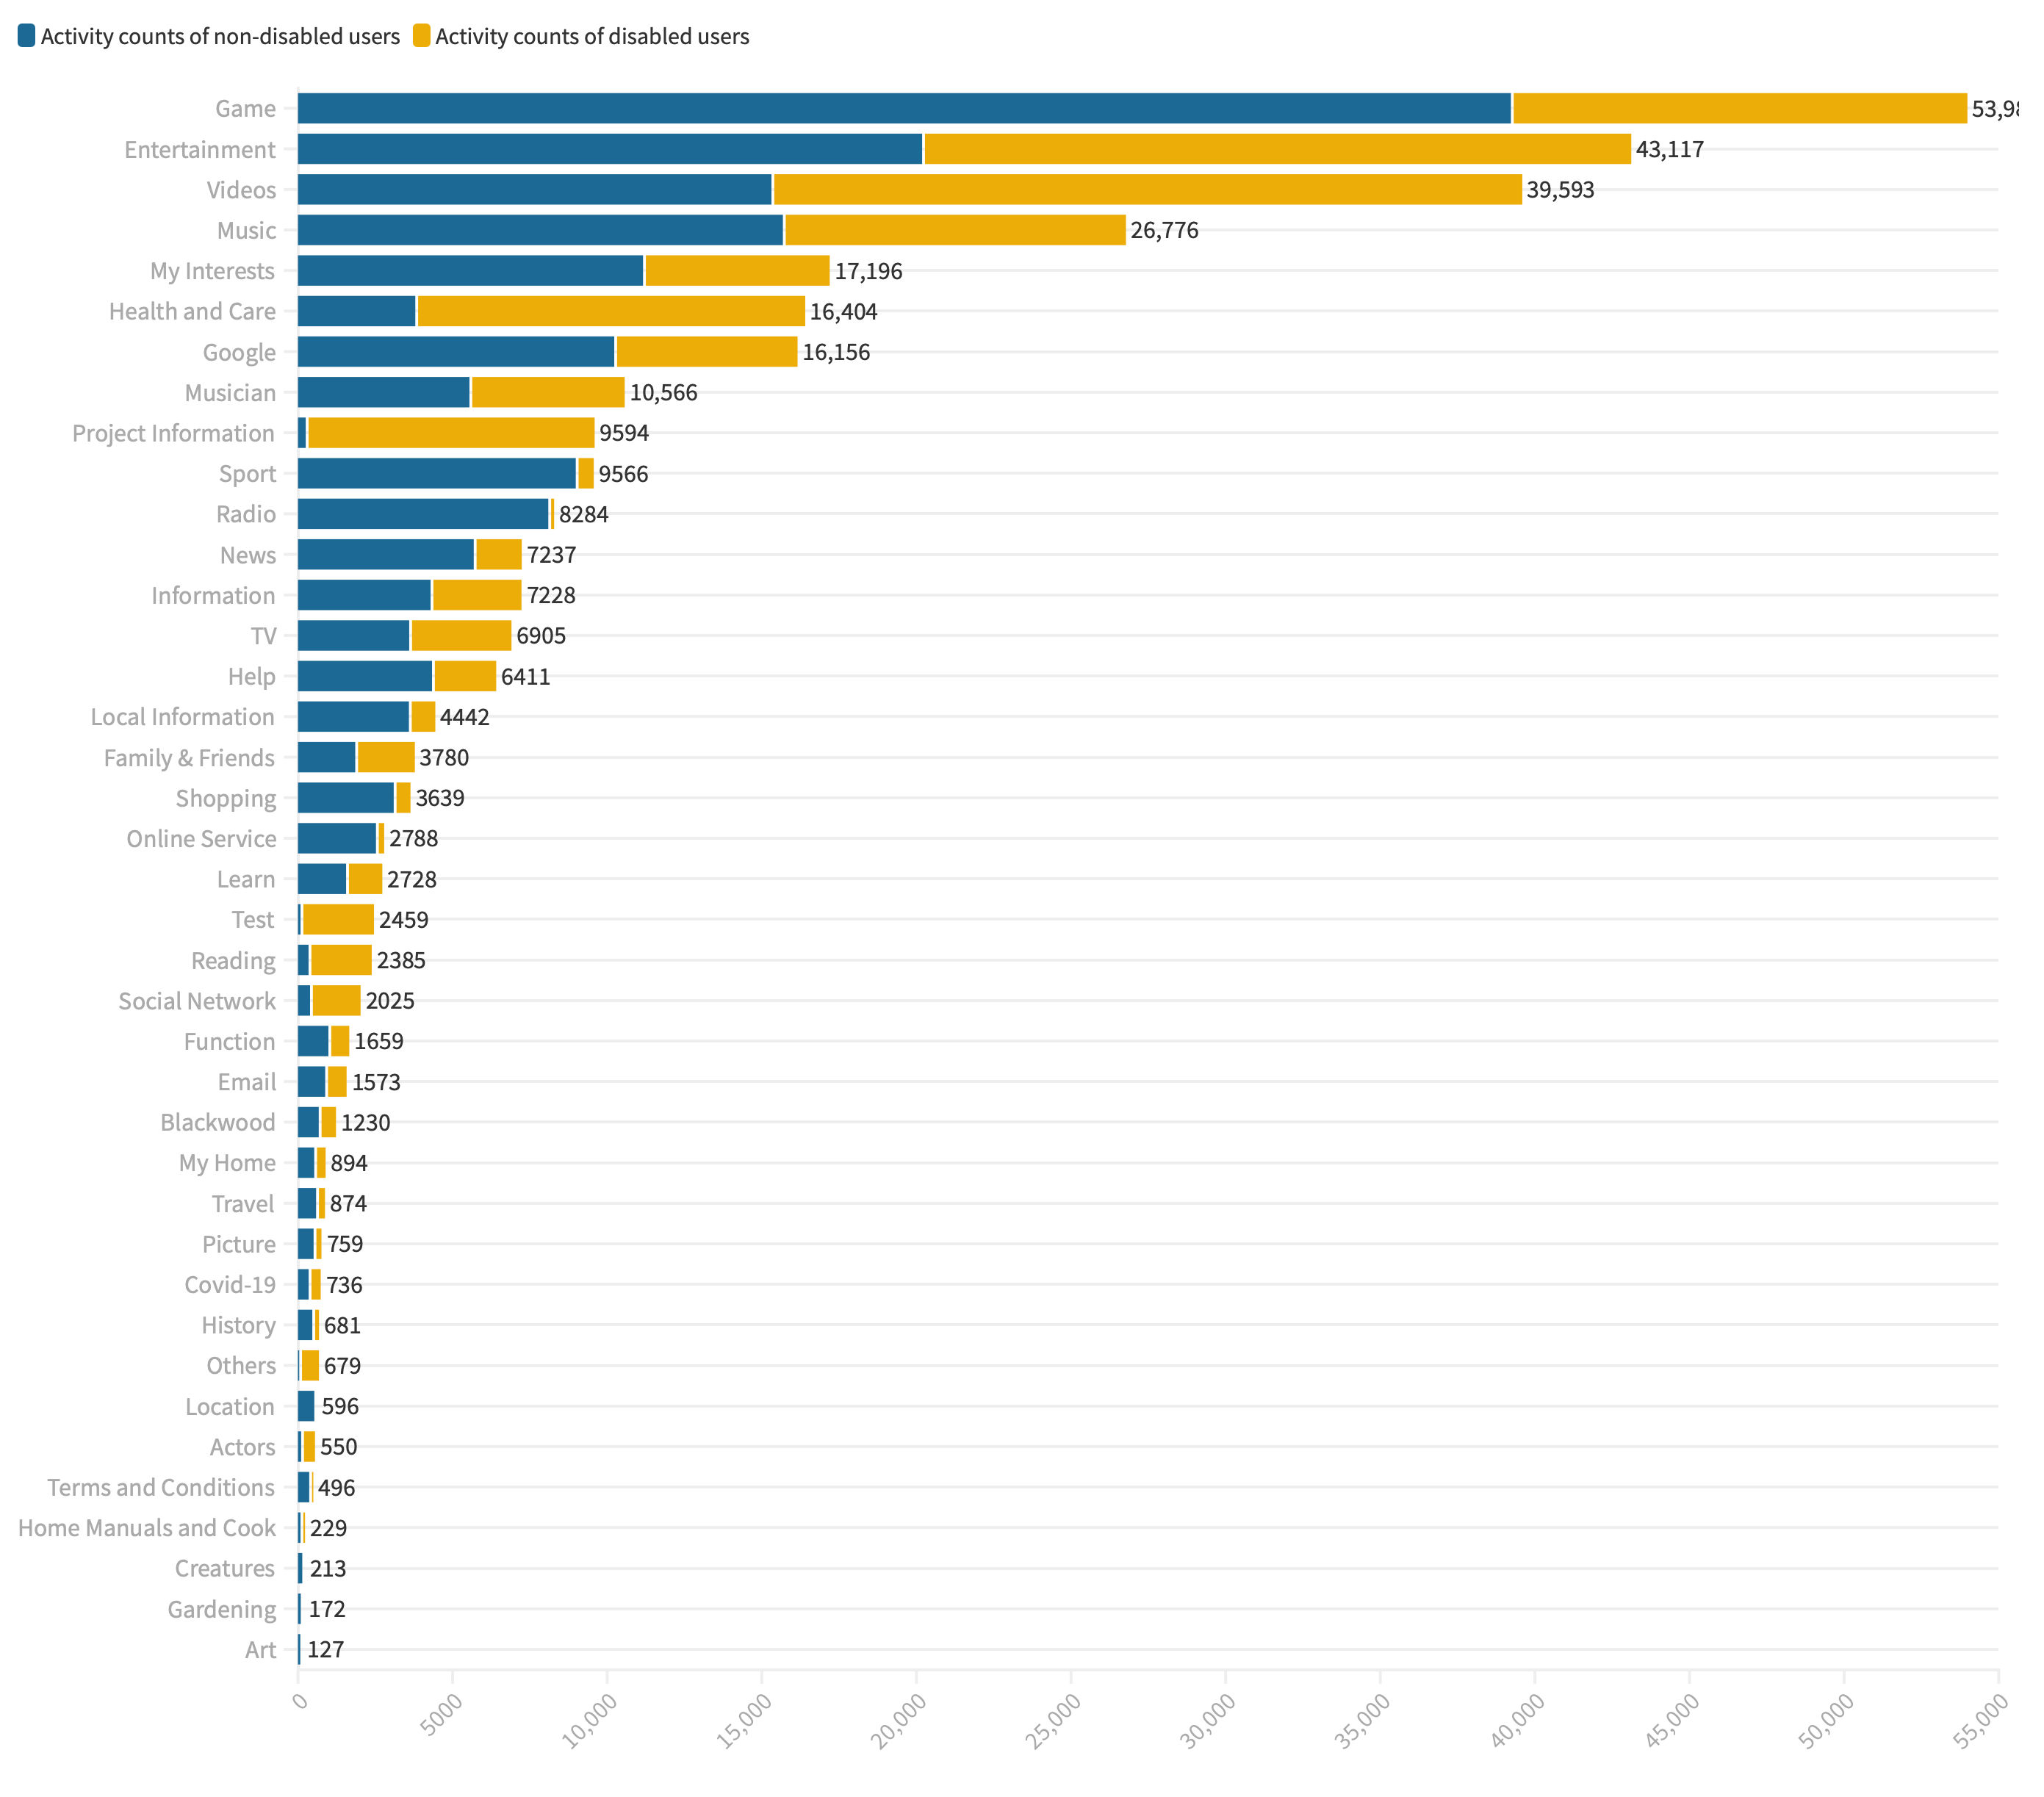 Activity counts of non-disabled users Activity counts of disabled users
Game
Entertainment 43,117
Videos 39,593
Music 26,776
My Interests 17,196
Health and Care 16,404
Google 16,156
Musician 10,566
Project Information 9594
Sport 9566
Radio 8284
News 7237
Information 7228
TV 6905
Help 6411
Local Information 4442
Family & Friends 3780
Shopping 3639
Online Service 2788
Learn 2728
Test 2459
Reading 2385
Social Network 2025
Function 1659
Email 1573
Blackwood 1230
My Home 894
Travel 874
Picture 759
Covid-19 736
History 681
Others 679
Location 596
Actors 550
Terms and Conditions 496
Home Manuals and Cook 229
Creatures 213
Gardening 172
Art 127
0 5000 10,000 15,000 20,000 25,000 30,000 35,000 40,000 45,000 50,000 55,000